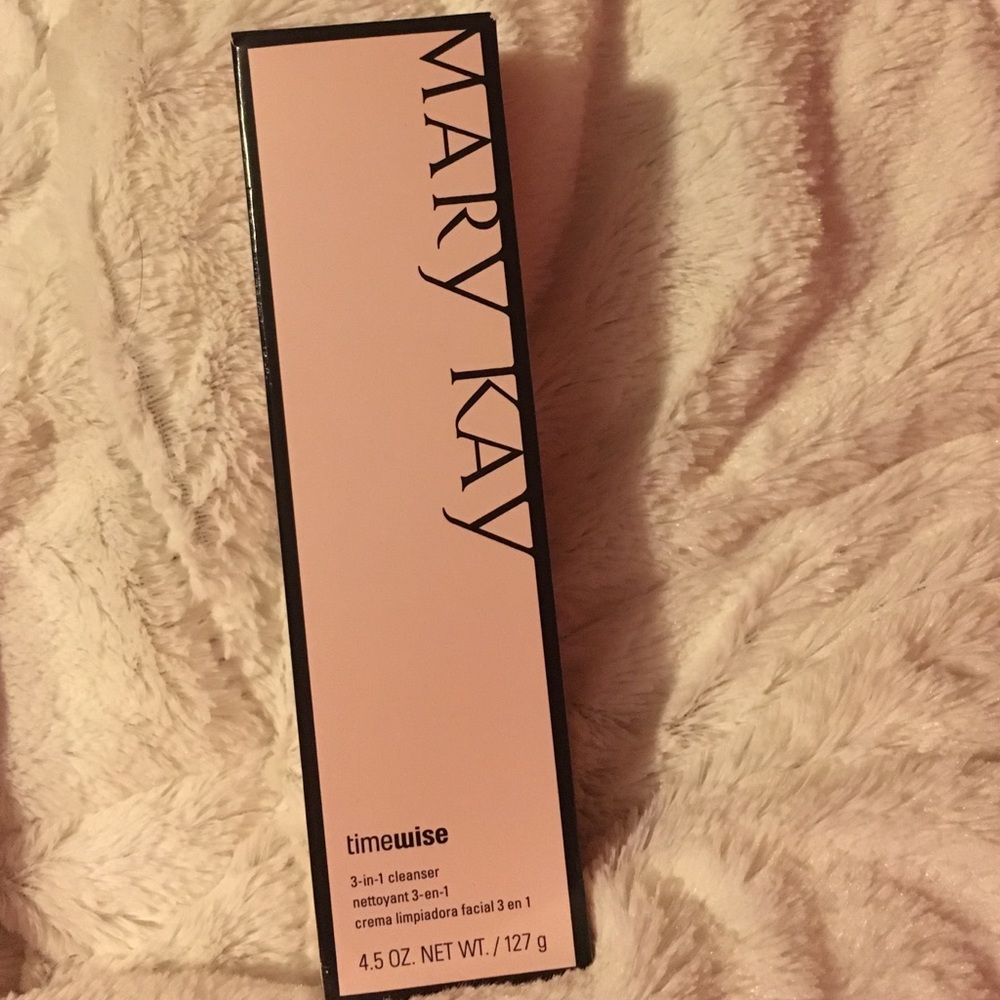 MARY KAY
timewise
3-in-1 cleanser
nettoyant 3-en-1
crema limpiadora facial 3 en 1
4.5 OZ. NET WT. / 127 g